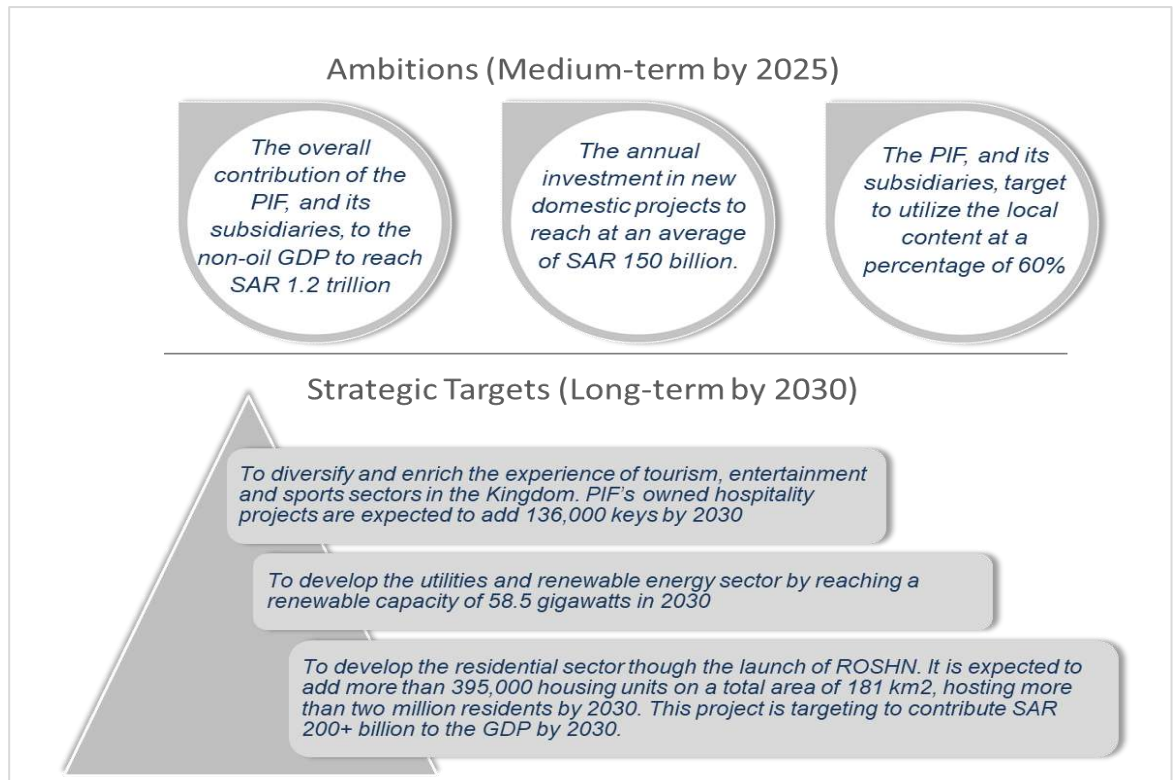 Ambitions (Medium-term by 2025)
The overall
contribution of the
PIF, and its
subsidiaries, to the
non-oil GDP to reach
SAR 1.2 trillion
The annual
investment in new
domestic projects to
reach at an average
of SAR 150 billion.
The PIF, and its
subsidiaries, target
to utilize the local
content at a
percentage of 60%
Strategic Targets (Long-term by 2030)
To diversify and enrich the experience of tourism, entertainment
and sports sectors in the Kingdom. PIF's owned hospitality
projects are expected to add 136,000 keys by 2030
To develop the utilities and renewable energy sector by reaching a
renewable capacity of 58.5 gigawatts in 2030
To develop the residential sector though the launch of ROSHN. It is expected to
add more than 395,000 housing units on a total area of 181 km2, hosting more
than two million residents by 2030. This project is targeting to contribute SAR
200+ billion to the GDP by 2030.